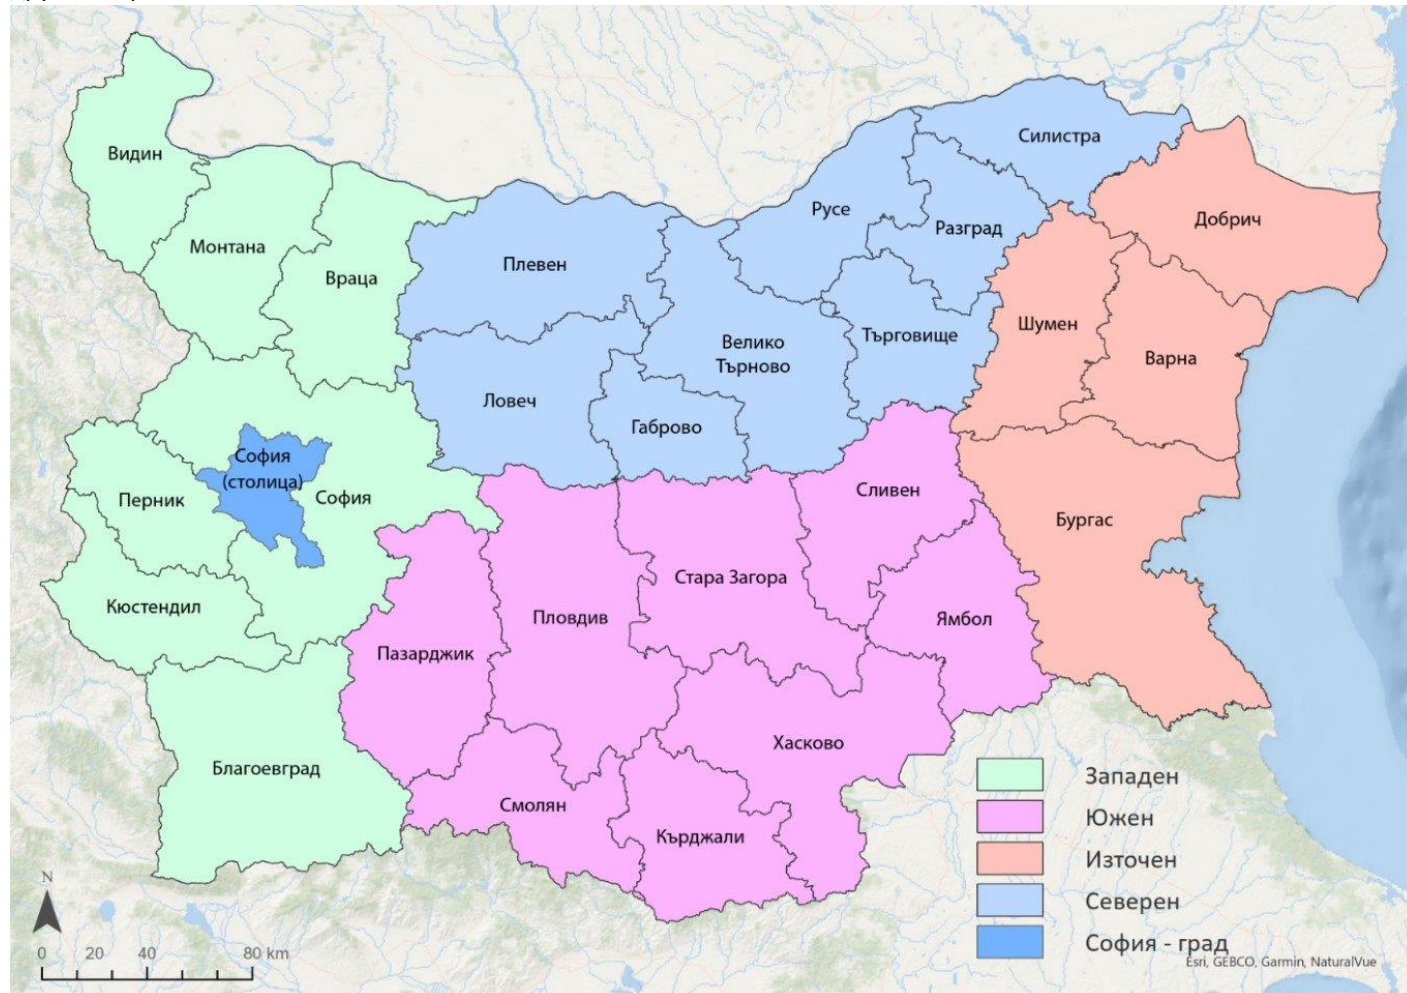 Силистра
Видин
Русе
Добрич
Разград
Монтана
Плевен
Враца
Шумен
Търговище
Велико
Търново
Варна
Ловеч
Габрово
София
(столица)
Перник
София
Сливен
Бургас
Стара Загора
Кюстендил
Пловдив
Ямбол
Пазарджик
Хасково
Благоевград
Смолян
Кърджали
Западен
Южен
Източен
Северен
София - град
N
0 20 40 80 km
Esri, GEBCO, Garmin, NaturalVue